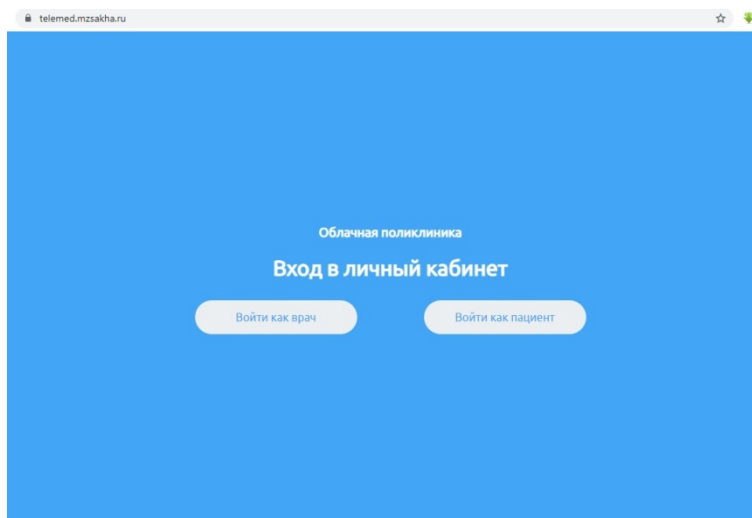 telemed.mzsakha.ru
Облачная поликлиника
Вход в личный кабинет
Войти как врач
Войти как пациент